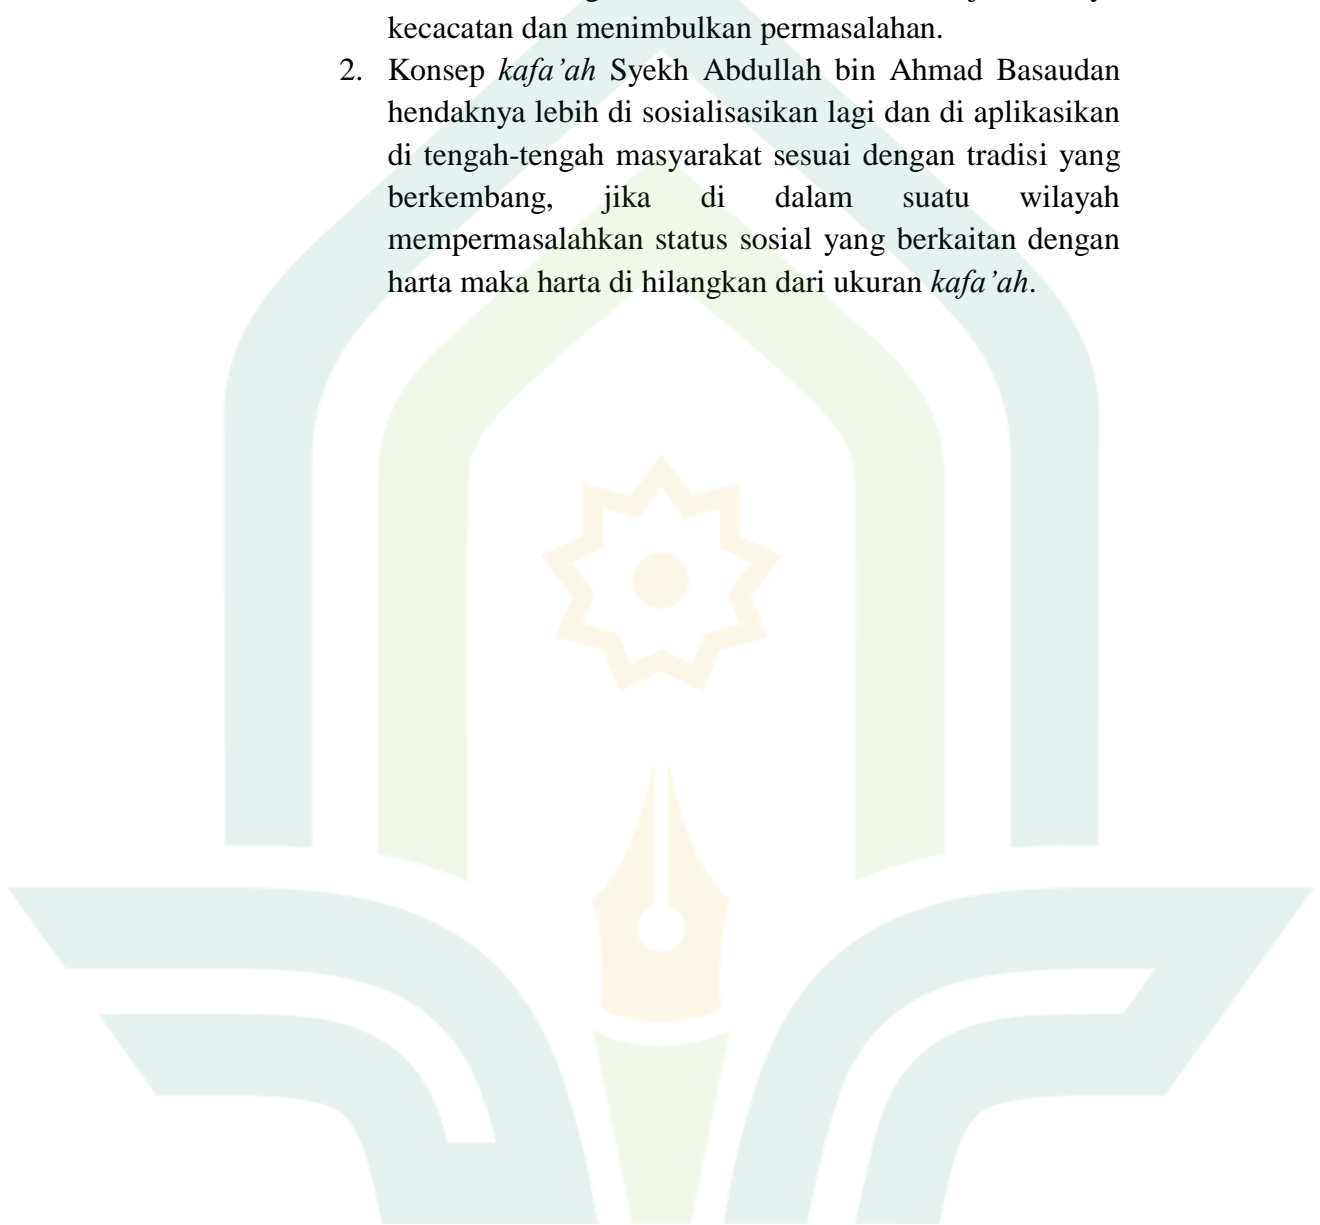 kecacatan dan menimbulkan permasalahan.
2. Konsep kafa’ah Syekh Abdullah bin Ahmad Basaudan
hendaknya lebih di sosialisasikan lagi dan di aplikasikan
di tengah-tengah masyarakat sesuai dengan tradisi yang
berkembang, jika di dalam suatu wilayah
mempermasalahkan status sosial yang berkaitan dengan
harta maka harta di hilangkan dari ukuran kafa’ah.